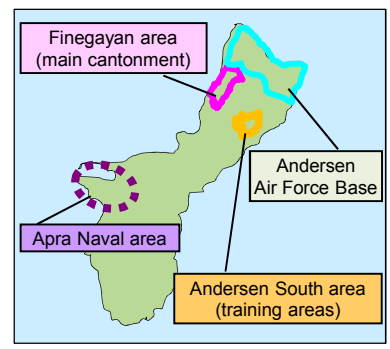 Finegayan area
(main cantonment)
Andersen
Air Force Base
Apra Naval area
Andersen South area
(training areas)